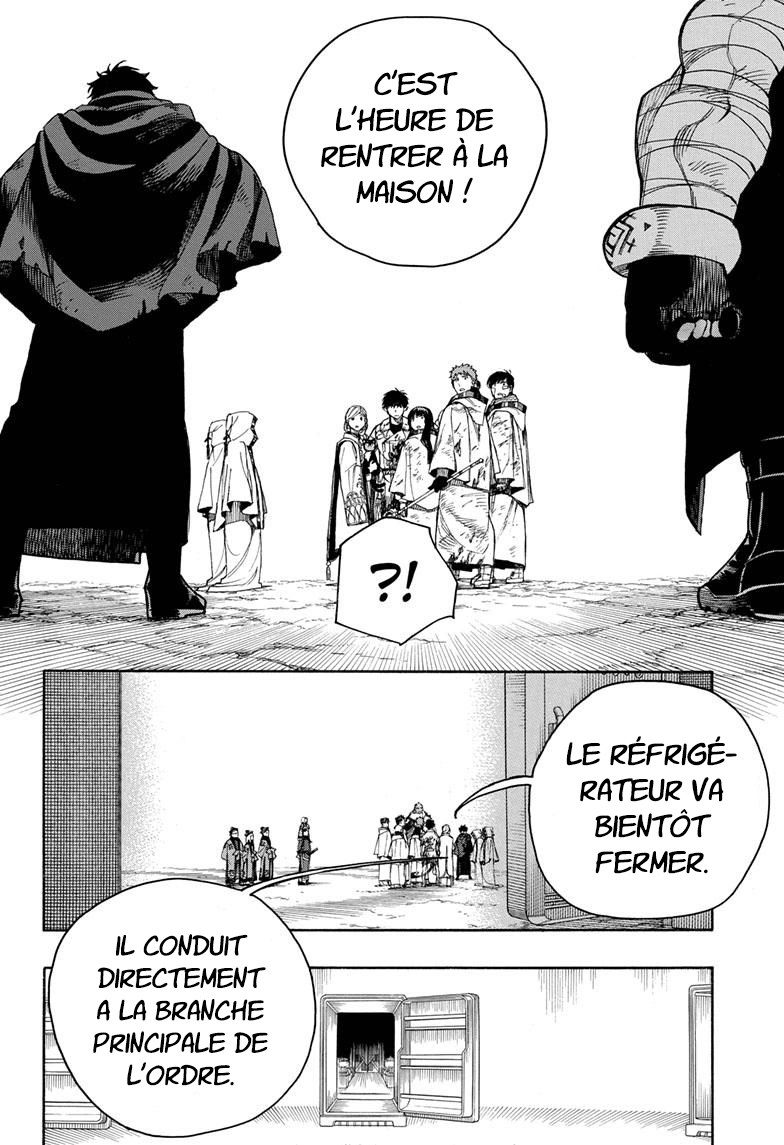 C'EST
L'HEURE DE
RENTRER À LA
MAISON !
?!
LE RÉFRIGÉ-
RATEUR VA
BIENTÔT
FERMER.
IL CONDUIT
DIRECTEMENT
A LA BRANCHE
PRINCIPALE DE
L'ORDRE.